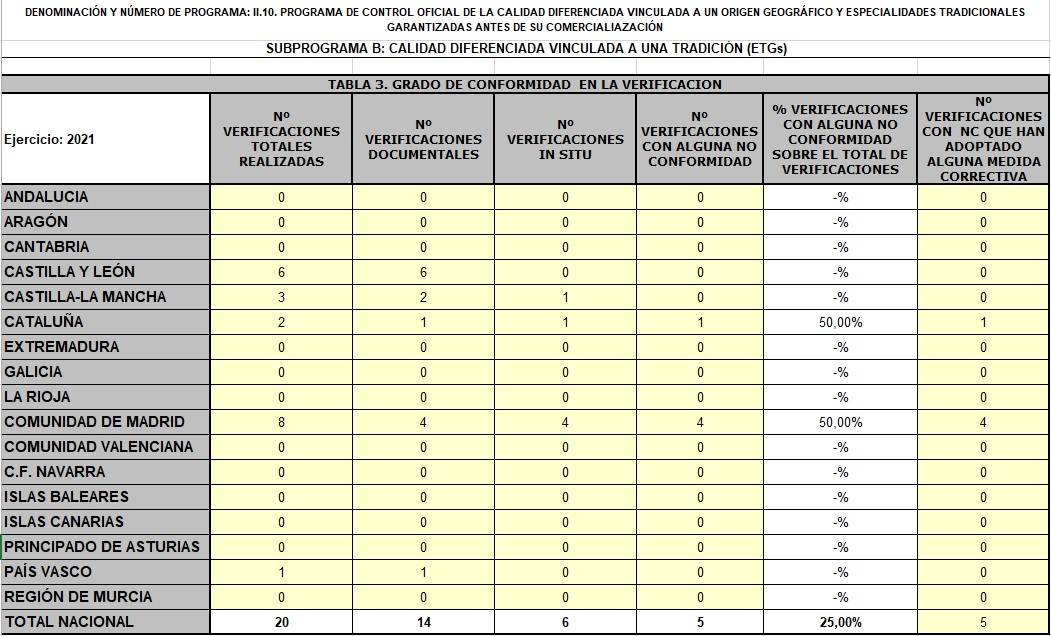 DENOMINACIÓN Y NÚMERO DE PROGRAMA: II.10. PROGRAMA DE CONTROL OFICIAL DE LA CALIDAD DIFERENCIADA VINCULADA A UN ORIGEN GEOGRÁFICO Y ESPECIALIDADES TRADICIONALES
GARANTIZADAS ANTES DE SU COMERCIALIAZACIÓN
SUBPROGRAMA B: CALIDAD DIFERENCIADA VINCULADA A UNA TRADICIÓN (ETGs)
TABLA 3. GRADO DE CONFORMIDAD EN LA VERIFICACION
Ejercicio: 2021
Nº
VERIFICACIONES
TOTALES
REALIZADAS
Nº
VERIFICACIONES
DOCUMENTALES
Nº
VERIFICACIONES
IN SITU
Nº
VERIFICACIONES
CON ALGUNA NO
CONFORMIDAD
% VERIFICACIONES
CON ALGUNA NO
CONFORMIDAD
SOBRE EL TOTAL DE
VERIFICACIONES
Nº
VERIFICACIONES
CON NC QUE HAN
ADOPTADO
ALGUNA MEDIDA
CORRECTIVA
ANDALUCIA 0 0 0 0 -% 0
ARAGÓN 0 0 0 0 -% 0
CANTABRIA 0 0 0 0 -% 0
CASTILLA Y LEÓN 6 6 0 0 -% 0
CASTILLA-LA MANCHA 3 2 1 0 -% 0
CATALUÑA 2 1 1 1 50,00% 1
EXTREMADURA 0 0 0 0 -% 0
GALICIA 0 0 0 0 -% 0
LA RIOJA 0 0 0 0 -% 0
COMUNIDAD DE MADRID 8 4 4 4 50,00% 4
COMUNIDAD VALENCIANA 0 0 0 0 -% 0
C.F. NAVARRA 0 0 0 0 -% 0
ISLAS BALEARES 0 0 0 0 -% 0
ISLAS CANARIAS 0 0 0 0 -% 0
PRINCIPADO DE ASTURIAS 0 0 0 0 -% 0
PAÍS VASCO 1 1 0 0 -% 0
REGIÓN DE MURCIA 0 0 0 0 -% 0
TOTAL NACIONAL 20 14 6 5 25,00% 5